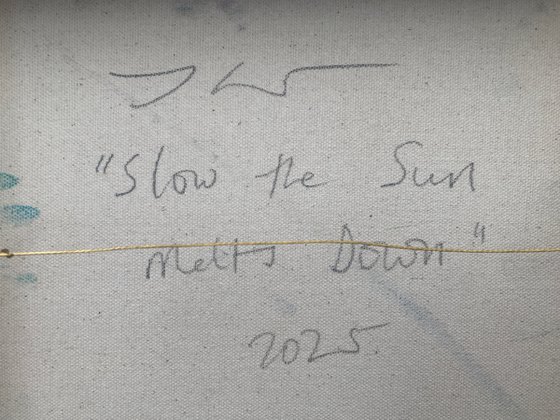 "Slow the Sun
Melts Down"
2025